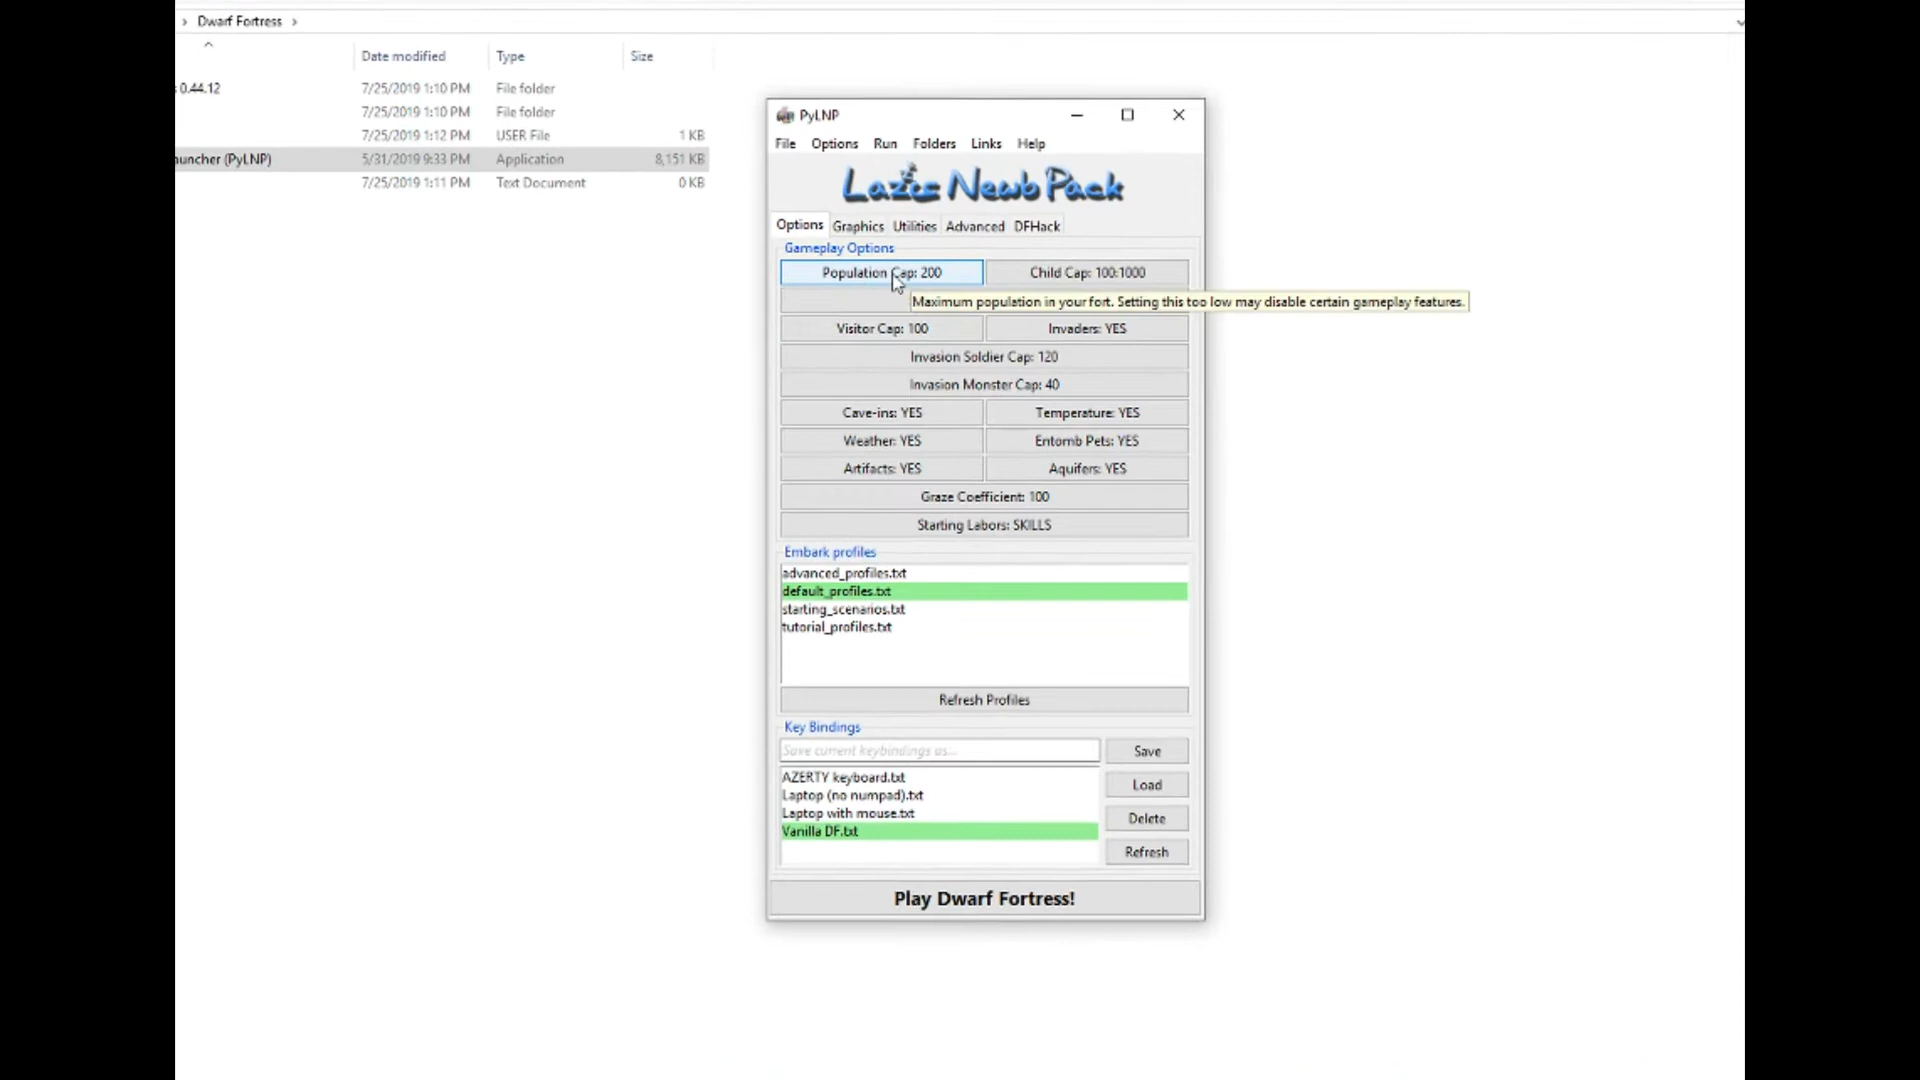 Dwarf Fortress
Date modified Type Size
0.44.12 7/25/2019 1:10 PM File folder
7/25/2019 1:10 PM File folder
7/25/2019 1:12 PM USER File 1 KB
auncher (PyLNP) 5/31/2019 9:33 PM Application 8,151 KB
7/25/2019 1:11 PM Text Document 0 KB
PyLNP
File Options Run Folders Links Help
Lazy Newb Pack
Options Graphics Utilities Advanced DFHack
Gameplay Options
Population Cap: 200 Child Cap: 100:1000
Maximum population in your fort. Setting this too low may disable certain gameplay features.
Visitor Cap: 100 Invaders: YES
Invasion Soldier Cap: 120
Invasion Monster Cap: 40
Cave-ins: YES Temperature: YES
Weather: YES Entomb Pets: YES
Artifacts: YES Aquifers: YES
Graze Coefficient: 100
Starting Labors: SKILLS
Embark profiles
advanced_profiles.txt
default_profiles.txt
starting_scenarios.txt
tutorial_profiles.txt
Refresh Profiles
Key Bindings
Save current keybindings as... Save
AZERTY keyboard.txt Load
Laptop (no numpad).txt
Laptop with mouse.txt Delete
Vanilla DF.txt
Refresh
Play Dwarf Fortress!